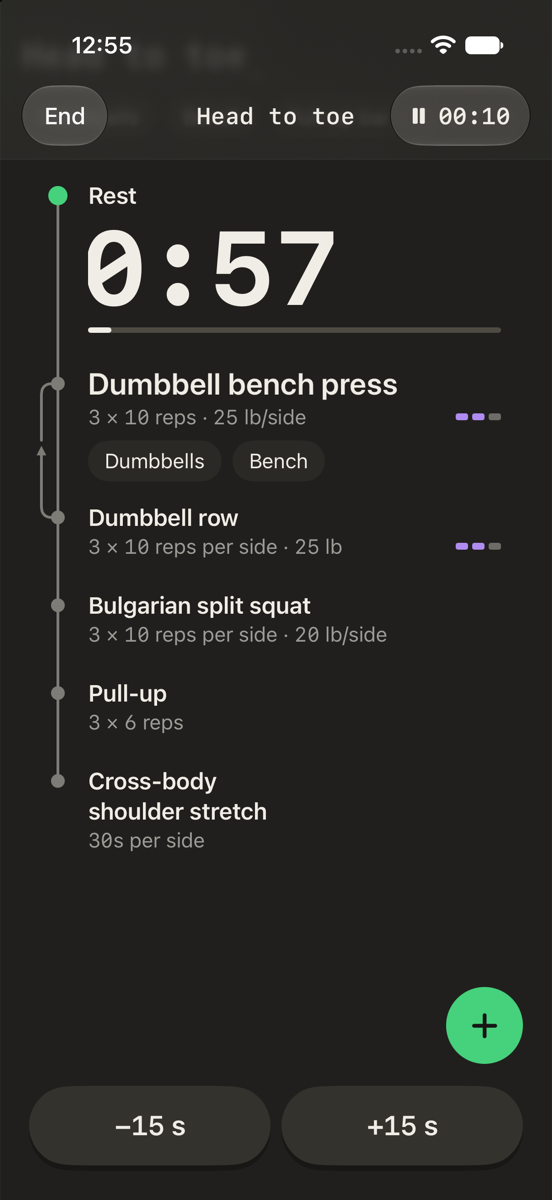 12:55
End
Head to toe
00:10
Rest
0:57
Dumbbell bench press
3 × 10 reps · 25 lb/side
Dumbbells
Bench
Dumbbell row
3 × 10 reps per side · 25 lb
Bulgarian split squat
3 × 10 reps per side · 20 lb/side
Pull-up
3 × 6 reps
Cross-body
shoulder stretch
30s per side
–15 s
+15 s